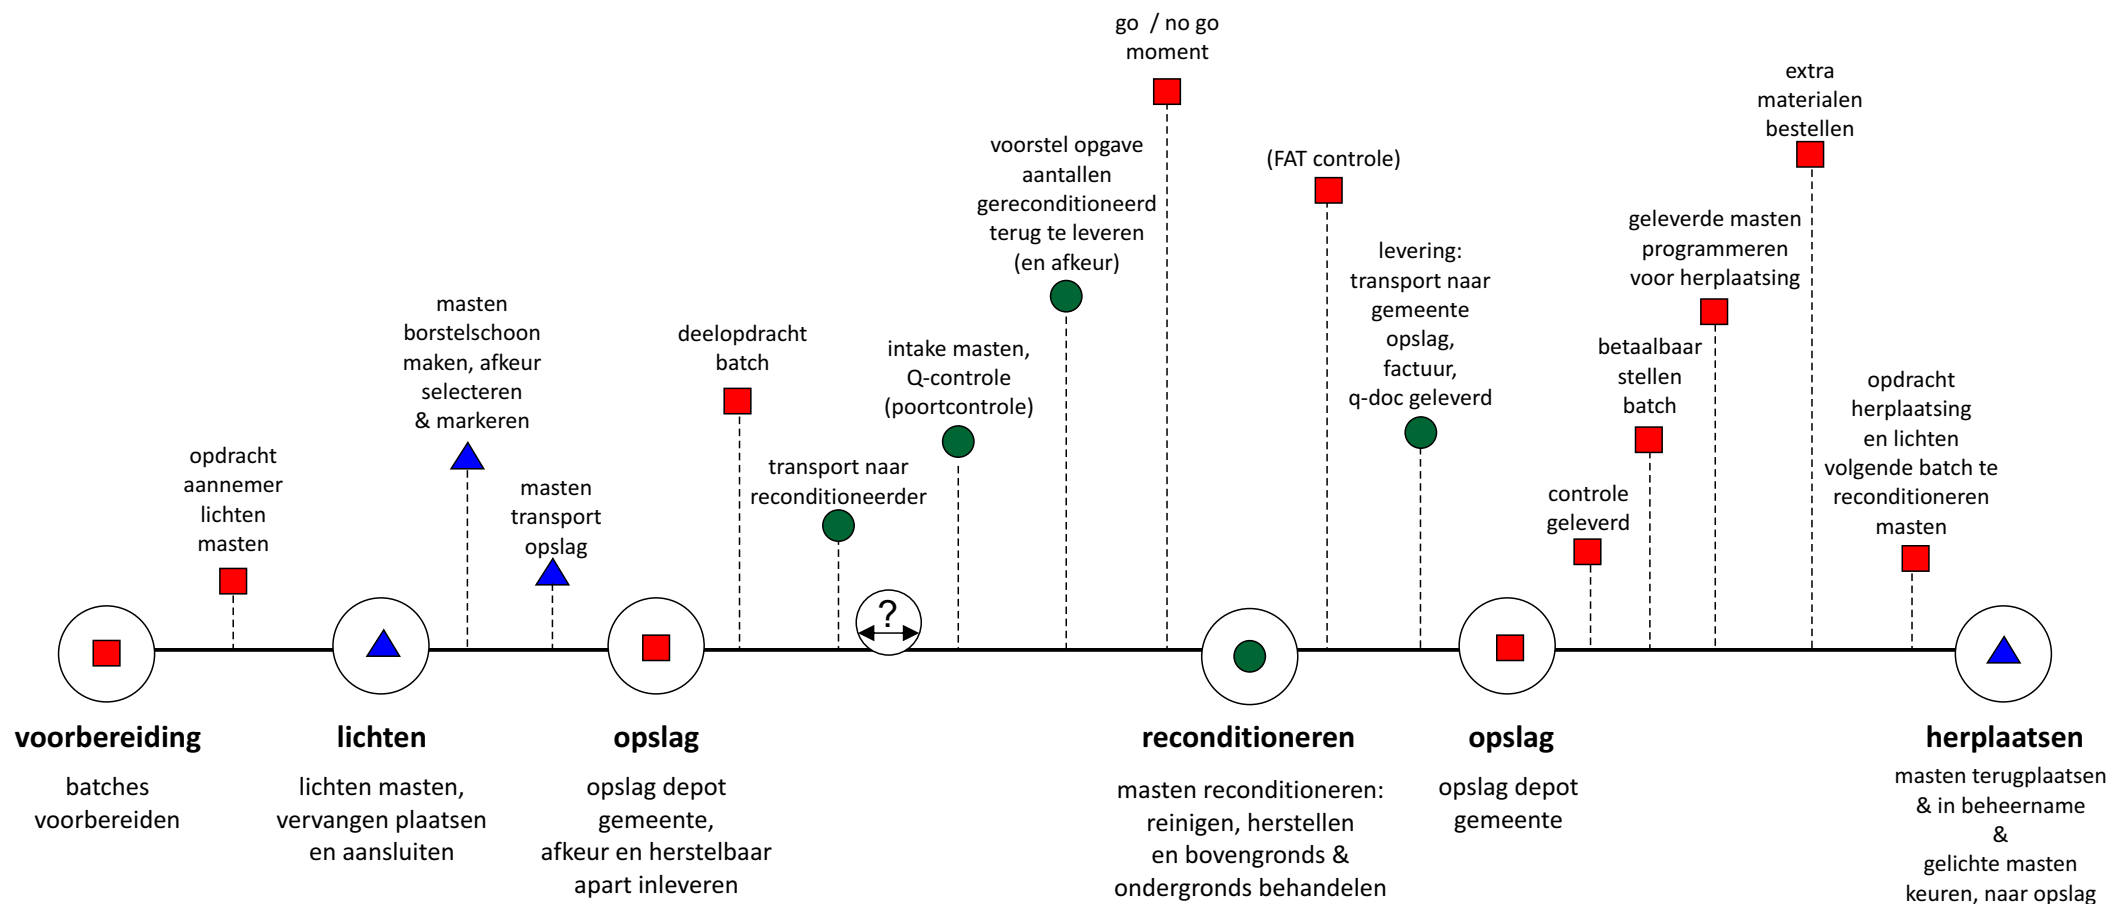 go / no go
moment
extra
materialen
bestellen
voorstel opgave
aantallen
gereconditioneerd
terug te leveren
(en afkeur)
(FAT controle)
geleverde masten
programmeren
voor herplaatsing
levering:
transport naar
gemeente
opslag,
factuur,
q-doc geleverd
masten
borstelschoon
maken, afkeur
selecteren
& markeren
deelopdracht
batch
intake masten,
Q-controle
(poortcontrole)
betaalbaar
stellen
batch
opdracht
herplaatsing
en lichten
volgende batch te
reconditioneren
masten
opdracht
aannemer
lichten
masten
masten
transport
opslag
transport naar
reconditioneerder
controle
geleverd
?
voorbereiding
batches
voorbereiden
lichten
lichten masten,
vervangen plaatsen
en aansluiten
opslag
opslag depot
gemeente,
afkeur en herstelbaar
apart inleveren
reconditioneren
masten reconditioneren:
reinigen, herstellen
en bovengronds &
ondergronds behandelen
opslag
opslag depot
gemeente
herplaatsen
masten terugplaatsen
& in beheername
&
gelichte masten
keuren, naar opslag